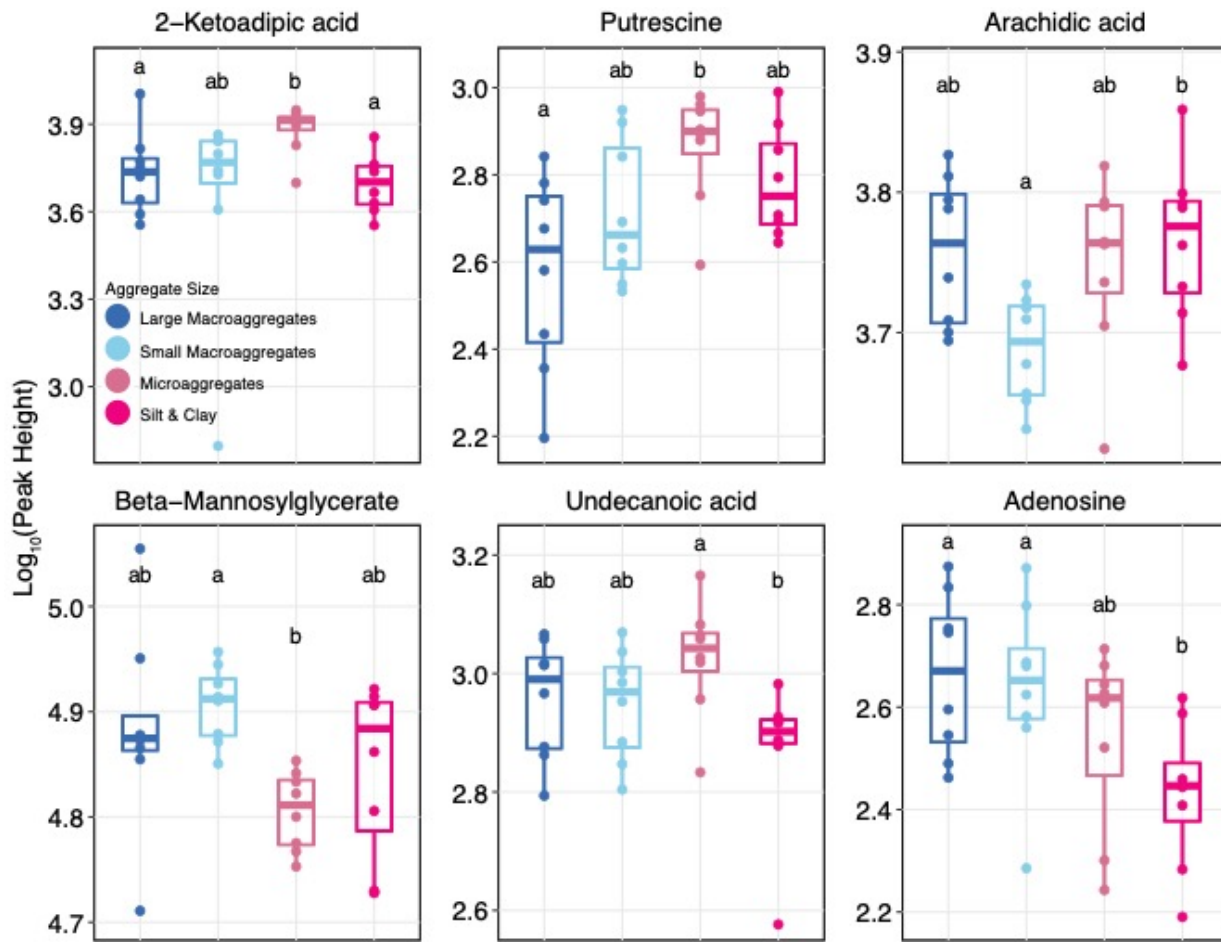 2−Ketoadipic acid
Putrescine
Arachidic acid
a
ab
b
a
3.9
3.6
3.3
3.0
Aggregate Size
Large Macroaggregates
Small Macroaggregates
Microaggregates
Silt & Clay
a
ab
b
ab
3.0
2.8
2.6
2.4
2.2
ab
a
ab
b
3.9
3.8
3.7
Log10(Peak Height)
Beta−Mannosylglycerate
Undecanoic acid
Adenosine
ab
a
b
ab
5.0
4.9
4.8
4.7
ab
ab
a
b
3.2
3.0
2.8
2.6
a
a
ab
b
2.8
2.6
2.4
2.2